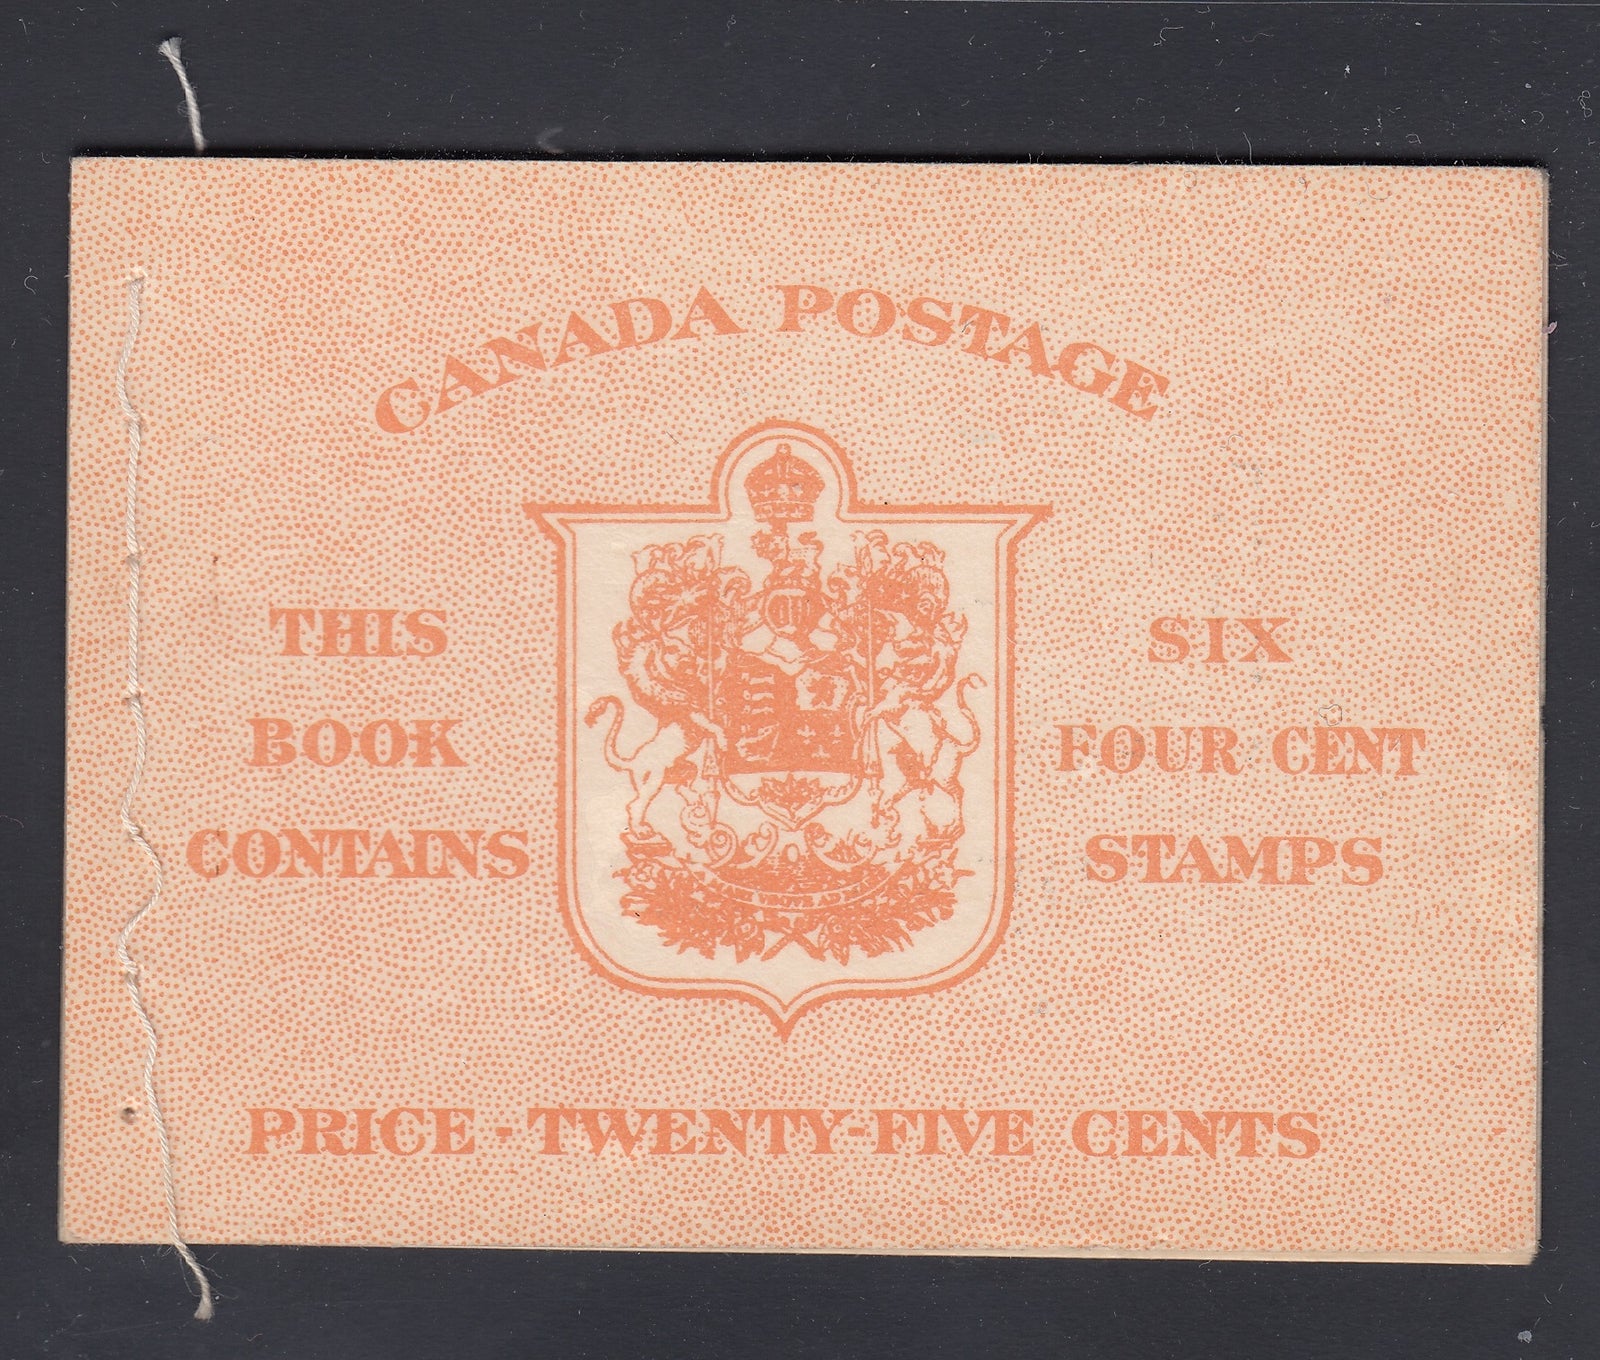 CANADA POSTAGE
THIS
BOOK
CONTAINS
SIX
FOUR CENT
STAMPS
PRICE - TWENTY-FIVE CENTS